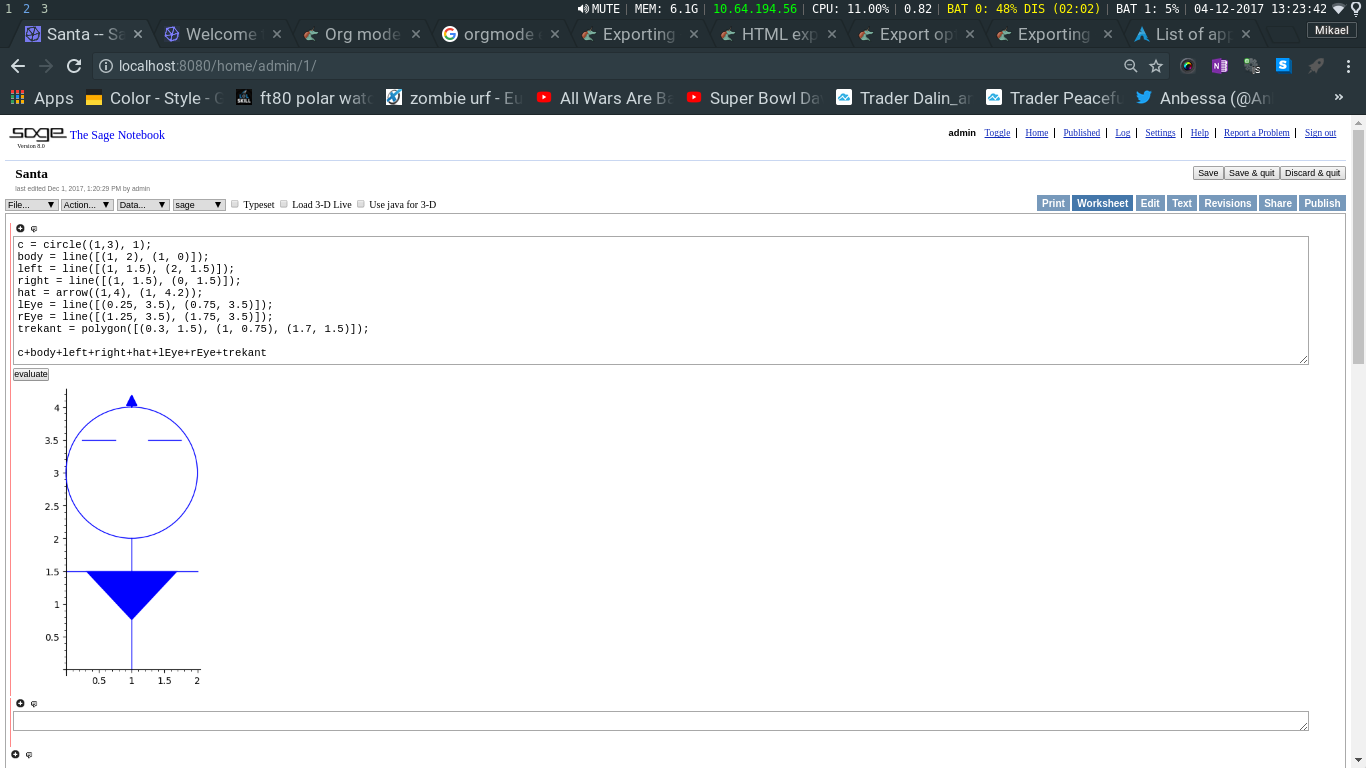 1 2 3
MUTE | MEM: 6.1G | 10.64.194.56 | CPU: 11.00% | 0.82 | BAT 0: 48% DIS (02:02) | BAT 1: 5% | 04-12-2017 13:23:42
Santa -- Sa Welcome Org mode orgmode Exporting HTML exp Export op Exporting List of ap Mikael
localhost:8080/home/admin/1/
Apps Color - Style - ft80 polar wat zombie urf - Eu All Wars Are B Super Bowl Da Trader Dalin_ar Trader Peacefu Anbessa (@An »
sage The Sage Notebook
Version 8.0
admin Toggle | Home | Published | Log | Settings | Help | Report a Problem | Sign out
Santa
last edited Dec 1, 2017, 1:20:29 PM by admin
Save Save & quit Discard & quit
File... Action... Data... sage Typeset Load 3-D Live Use java for 3-D
Print Worksheet Edit Text Revisions Share Publish
c = circle((1,3), 1);
body = line([(1, 2), (1, 0)]);
left = line([(1, 1.5), (2, 1.5)]);
right = line([(1, 1.5), (0, 1.5)]);
hat = arrow((1,4), (1, 4.2));
lEye = line([(0.25, 3.5), (0.75, 3.5)]);
rEye = line([(1.25, 3.5), (1.75, 3.5)]);
trekant = polygon([(0.3, 1.5), (1, 0.75), (1.7, 1.5)]);
c+body+left+right+hat+lEye+rEye+trekant
evaluate
4
3.5
3
2.5
2
1.5
1
0.5
0.5 1 1.5 2